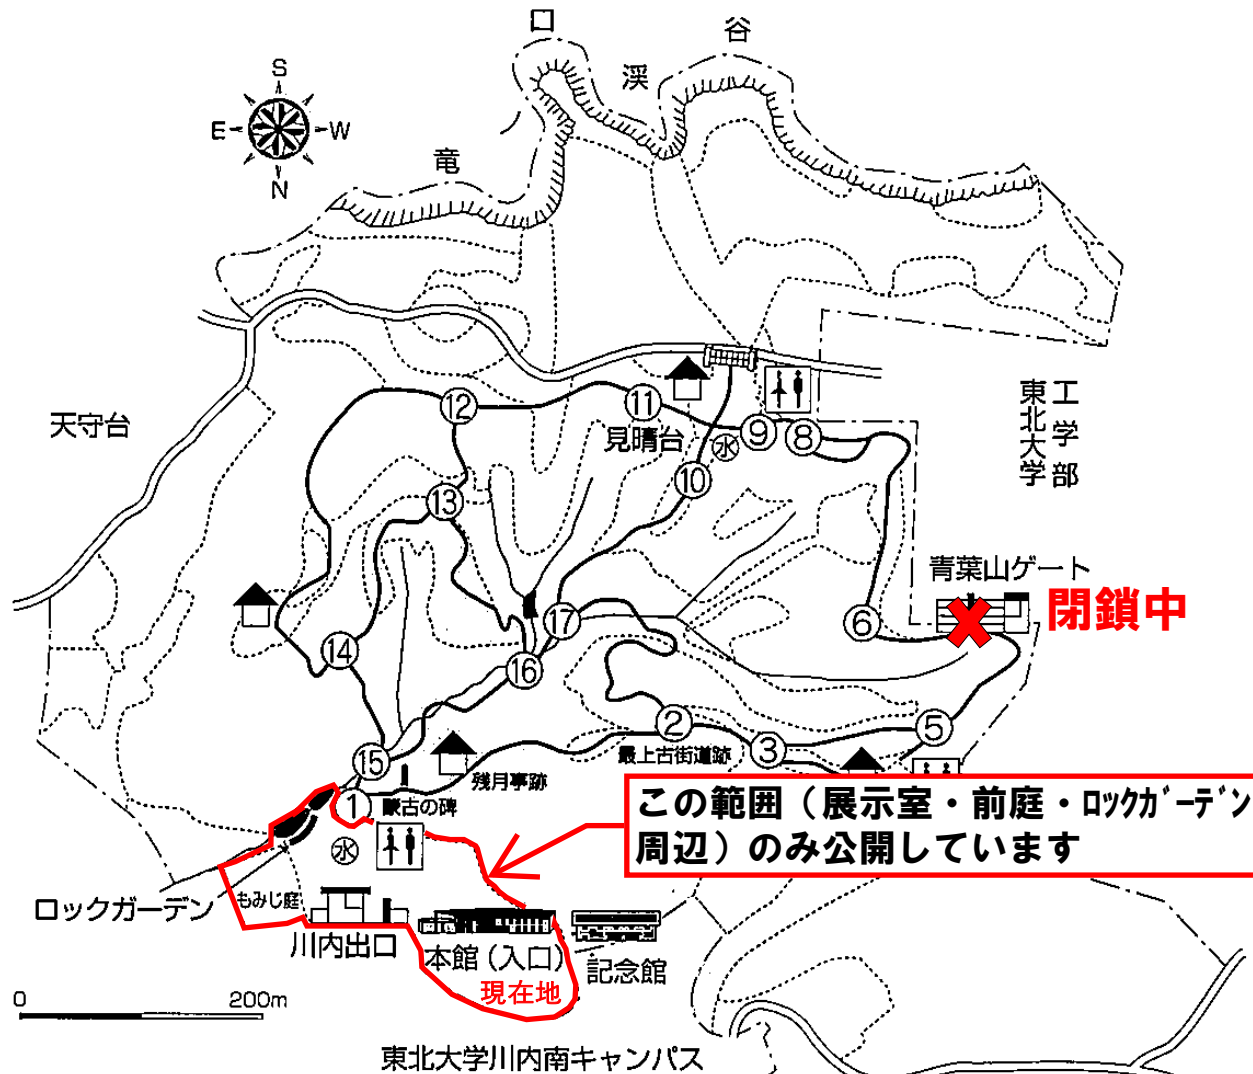 口
谷
渓
竜
S
E
W
N
天守台
東北大学
工学部
12
11
見晴台
水
9
8
10
13
青葉山ゲート
閉鎖中
6
17
16
14
2
最上古街道跡
3
5
15
残月亭跡
1
蒙古の碑
この範囲（展示室・前庭・ﾛｯｸｶﾞｰﾃﾞﾝ
周辺）のみ公開しています
水
ロックガーデン
もみじ庭
川内出口
本館（入口）
記念館
現在地
0
200m
東北大学川内南キャンパス